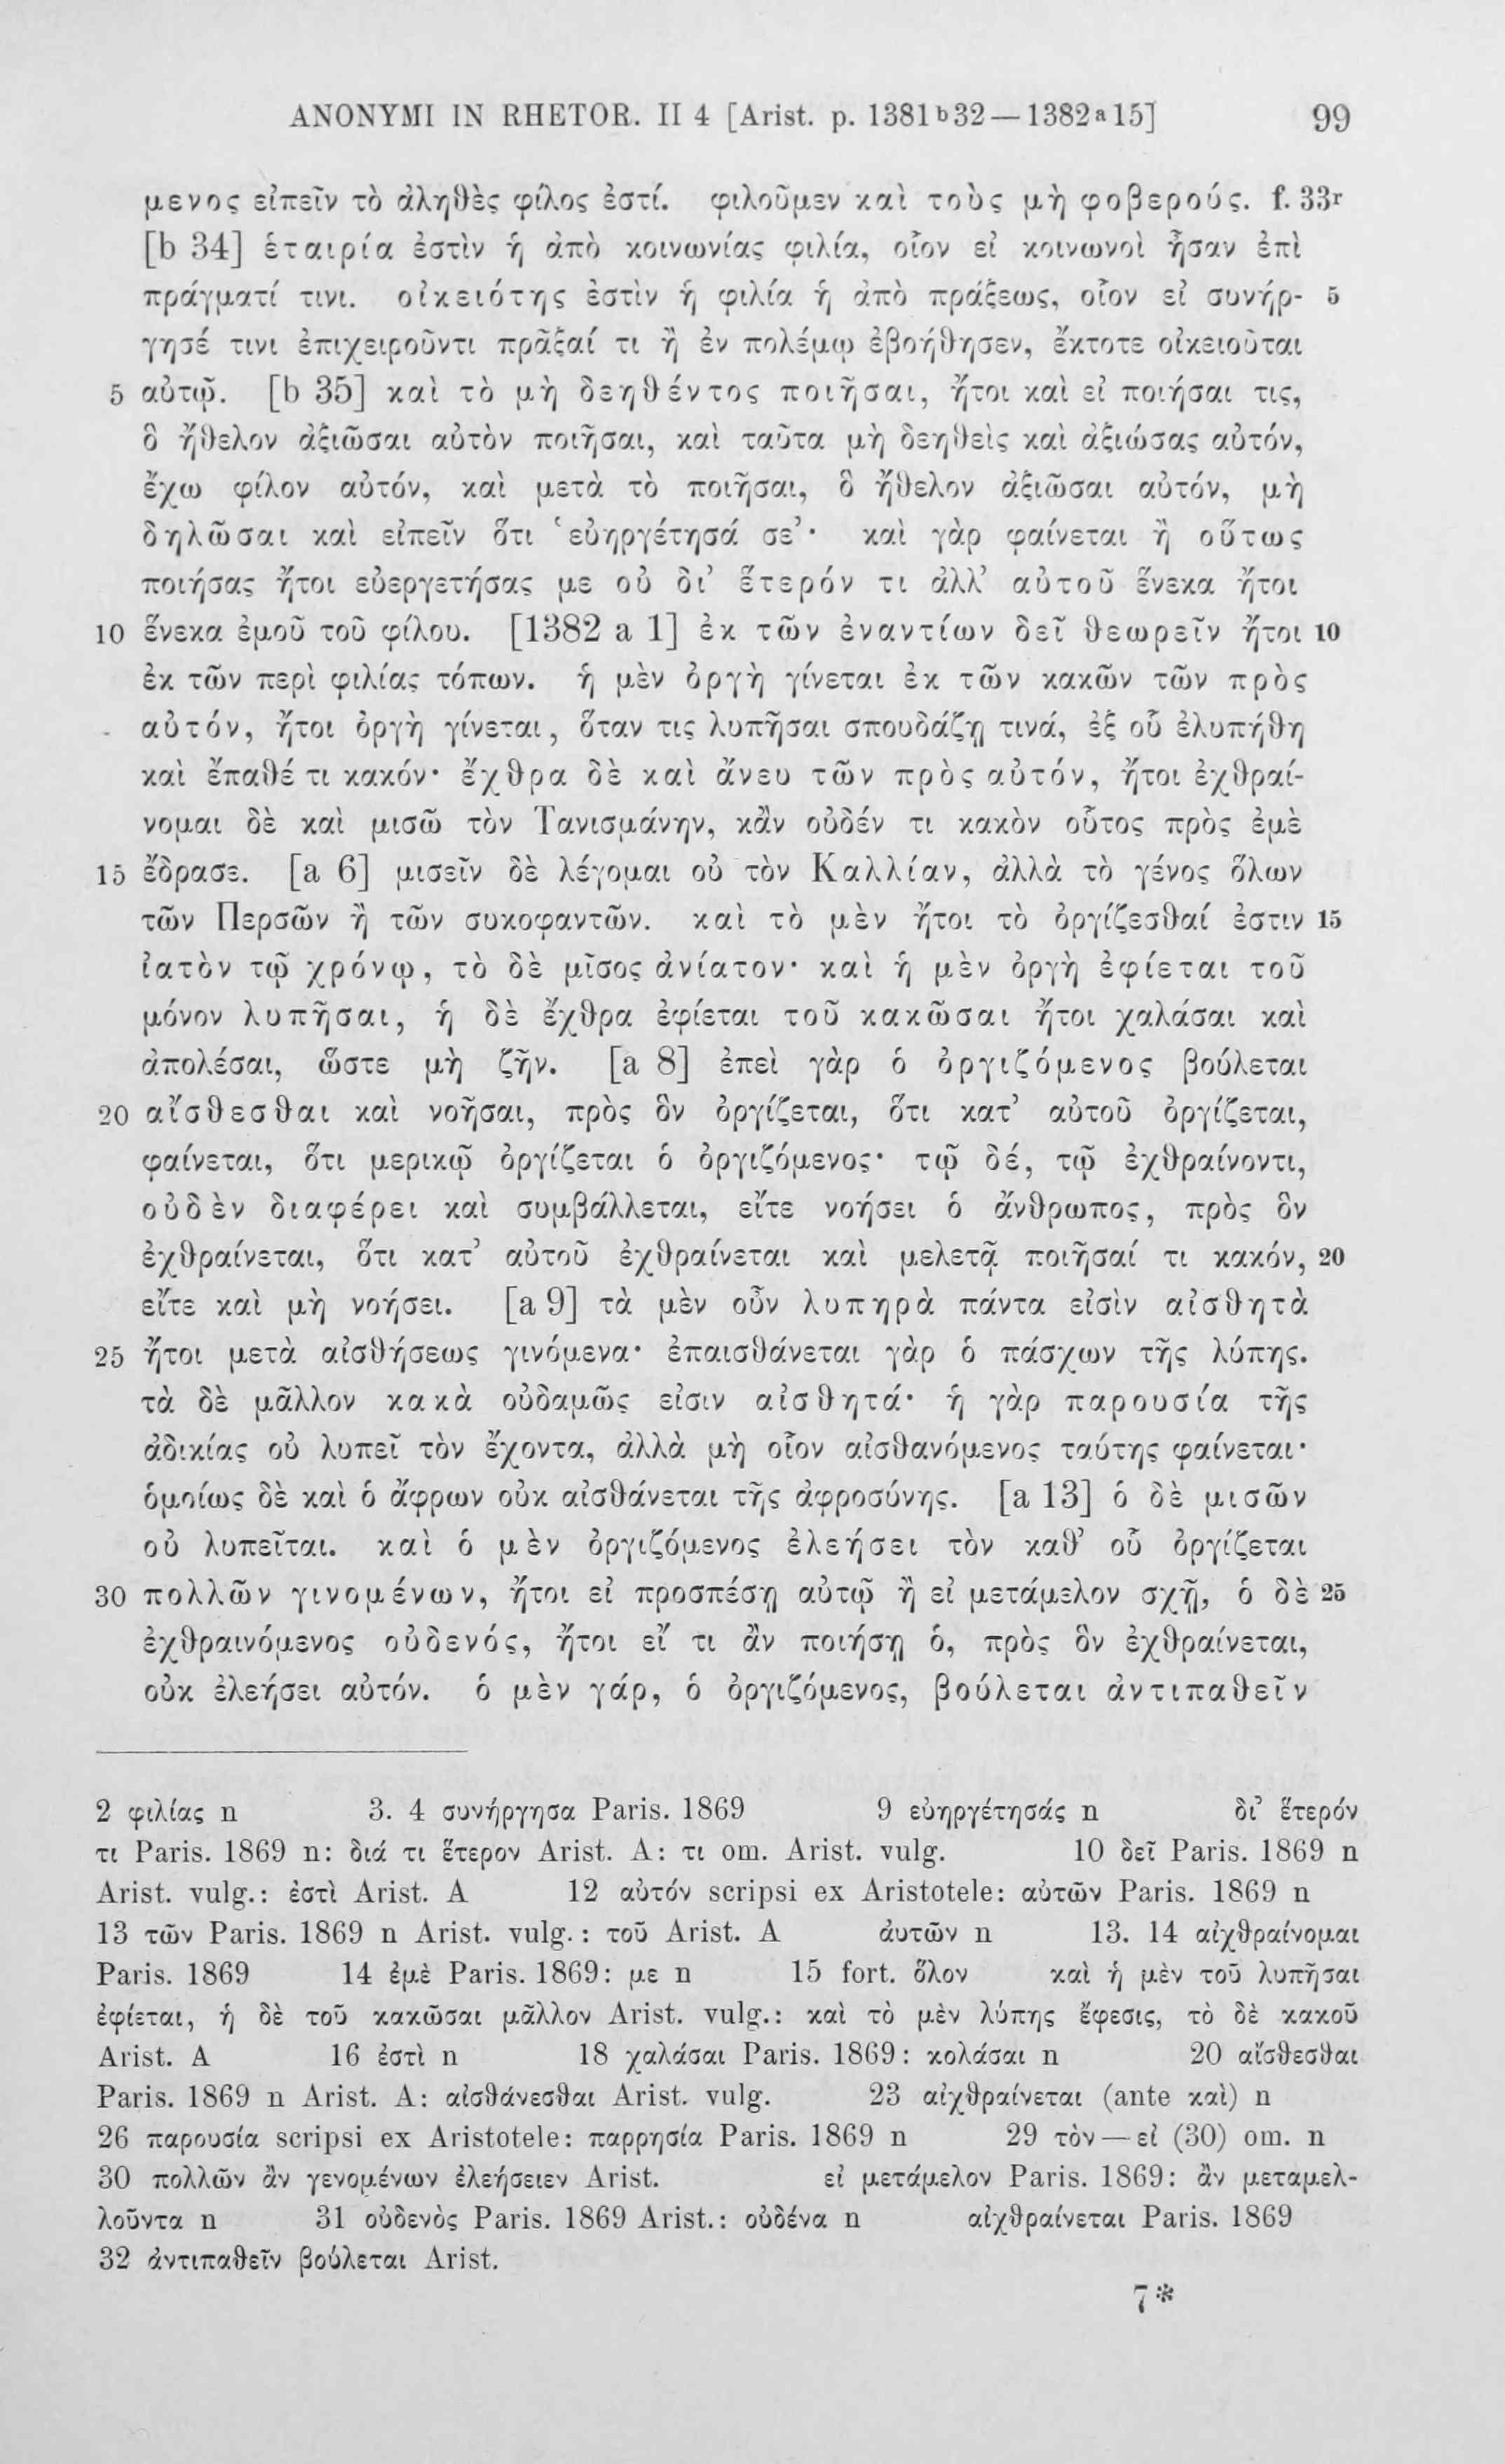 ANONYMI IN RHETOR. II 4 [Arist. p. 1381 b 32 — 1382 a 15] 99
μενος εἰπεῖν τὸ ἀληθὲς φίλος ἐστί. φιλοῦμεν καὶ τοὺς μὴ φοβερούς. f. 33r
[b 34] ἑταιρία ἐστὶν ἡ ἀπὸ κοινωνίας φιλία, οἷον εἰ κοινωνοὶ ἦσαν ἐπὶ
πράγματί τινι. οἰκειότης ἐστὶν ἡ φιλία ἡ ἀπὸ πράξεως, οἷον εἰ συνήρ- 5
γησέ τινι ἐπιχειροῦντι πρᾶξαί τι ἢ ἐν πολέμῳ ἐβοήθησεν, ἔκτοτε οἰκειοῦται
5 αὐτῷ. [b 35] καὶ τὸ μὴ δεηθέντος ποιῆσαι, ἤτοι καὶ εἰ ποιήσαι τις,
ὃ ἤθελον ἀξιῶσαι αὐτὸν ποιῆσαι, καὶ ταῦτα μὴ δεηθεὶς καὶ ἀξιώσας αὐτόν,
ἔχω φίλον αὐτόν, καὶ μετὰ τὸ ποιῆσαι, ὃ ἤθελον ἀξιῶσαι αὐτόν, μὴ
δηλῶσαι καὶ εἰπεῖν ὅτι ‘εὐηργέτησά σε’· καὶ γὰρ φαίνεται ἢ οὕτως
ποιήσας ἤτοι εὐεργετήσας με οὐ δι’ ἕτερόν τι ἀλλ’ αὐτοῦ ἕνεκα ἤτοι
10 ἕνεκα ἐμοῦ τοῦ φίλου. [1382 a 1] ἐκ τῶν ἐναντίων δεῖ θεωρεῖν ἤτοι 10
ἐκ τῶν περὶ φιλίας τόπων. ἡ μὲν ὀργὴ γίνεται ἐκ τῶν κακῶν τῶν πρὸς
αὐτόν, ἤτοι ὀργὴ γίνεται, ὅταν τις λυπῆσαι σπουδάζῃ τινά, ἐξ οὗ ἐλυπήθη
καὶ ἔπαθέ τι κακόν· ἔχθρα δὲ καὶ ἄνευ τῶν πρὸς αὐτόν, ἤτοι ἐχθραί-
νομαι δὲ καὶ μισῶ τὸν Τανισμάνην, κἂν οὐδέν τι κακὸν οὗτος πρὸς ἐμὲ
15 ἔδρασε. [a 6] μισεῖν δὲ λέγομαι οὐ τὸν Καλλίαν, ἀλλὰ τὸ γένος ὅλων
τῶν Περσῶν ἢ τῶν συκοφαντῶν. καὶ τὸ μὲν ἤτοι τὸ ὀργίζεσθαί ἐστιν 15
ἰατὸν τῷ χρόνῳ, τὸ δὲ μῖσος ἀνίατον· καὶ ἡ μὲν ὀργὴ ἐφίεται τοῦ
μόνον λυπῆσαι, ἡ δὲ ἔχθρα ἐφίεται τοῦ κακῶσαι ἤτοι χαλάσαι καὶ
ἀπολέσαι, ὥστε μὴ ζῆν. [a 8] ἐπεὶ γὰρ ὁ ὀργιζόμενος βούλεται
20 αἴσθεσθαι καὶ νοῆσαι, πρὸς ὃν ὀργίζεται, ὅτι κατ’ αὐτοῦ ὀργίζεται,
φαίνεται, ὅτι μερικῷ ὀργίζεται ὁ ὀργιζόμενος· τῷ δέ, τῷ ἐχθραίνοντι,
οὐδὲν διαφέρει καὶ συμβάλλεται, εἴτε νοήσει ὁ ἄνθρωπος, πρὸς ὃν
ἐχθραίνεται, ὅτι κατ’ αὐτοῦ ἐχθραίνεται καὶ μελετᾷ ποιῆσαί τι κακόν, 20
εἴτε καὶ μὴ νοήσει. [a 9] τὰ μὲν οὖν λυπηρὰ πάντα εἰσὶν αἰσθητὰ
25 ἤτοι μετὰ αἰσθήσεως γινόμενα· ἐπαισθάνεται γὰρ ὁ πάσχων τῆς λύπης.
τὰ δὲ μᾶλλον κακὰ οὐδαμῶς εἰσιν αἰσθητά· ἡ γὰρ παρουσία τῆς
ἀδικίας οὐ λυπεῖ τὸν ἔχοντα, ἀλλὰ μὴ οἷον αἰσθανόμενος ταύτης φαίνεται·
ὁμοίως δὲ καὶ ὁ ἄφρων οὐκ αἰσθάνεται τῆς ἀφροσύνης. [a 13] ὁ δὲ μισῶν
οὐ λυπεῖται. καὶ ὁ μὲν ὀργιζόμενος ἐλεήσει τὸν καθ’ οὗ ὀργίζεται
30 πολλῶν γινομένων, ἤτοι εἰ προσπέσῃ αὐτῷ ἢ εἰ μετάμελον σχῇ, ὁ δὲ 25
ἐχθραινόμενος οὐδενός, ἤτοι εἴ τι ἂν ποιήσῃ ὁ, πρὸς ὃν ἐχθραίνεται,
οὐκ ἐλεήσει αὐτόν. ὁ μὲν γάρ, ὁ ὀργιζόμενος, βούλεται ἀντιπαθεῖν
2 φιλίας n 3. 4 συνήργησα Paris. 1869 9 εὐηργέτησάς n δι’ ἕτερόν
τι Paris. 1869 n: διά τι ἕτερον Arist. A: τι om. Arist. vulg. 10 δεῖ Paris. 1869 n
Arist. vulg.: ἐστὶ Arist. A 12 αὐτόν scripsi ex Aristotele: αὐτῶν Paris. 1869 n
13 τῶν Paris. 1869 n Arist. vulg.: τοῦ Arist. A ἀυτῶν n 13. 14 αἰχθραίνομαι
Paris. 1869 14 ἐμὲ Paris. 1869: με n 15 fort. ὅλον καὶ ἡ μὲν τοῦ λυπῆσαι
ἐφίεται, ἡ δὲ τοῦ κακῶσαι μᾶλλον Arist. vulg.: καὶ τὸ μὲν λύπης ἔφεσις, τὸ δὲ κακοῦ
Arist. A 16 ἐστὶ n 18 χαλάσαι Paris. 1869: κολάσαι n 20 αἴσθεσθαι
Paris. 1869 n Arist. A: αἰσθάνεσθαι Arist. vulg. 23 αἰχθραίνεται (ante καὶ) n
26 παρουσία scripsi ex Aristotele: παρρησία Paris. 1869 n 29 τὸν — εἰ (30) om. n
30 πολλῶν ἂν γενομένων ἐλεήσειεν Arist. εἰ μετάμελον Paris. 1869: ἂν μεταμελ-
λοῦντα n 31 οὐδενὸς Paris. 1869 Arist.: οὐδένα n αἰχθραίνεται Paris. 1869
32 ἀντιπαθεῖν βούλεται Arist.
7*